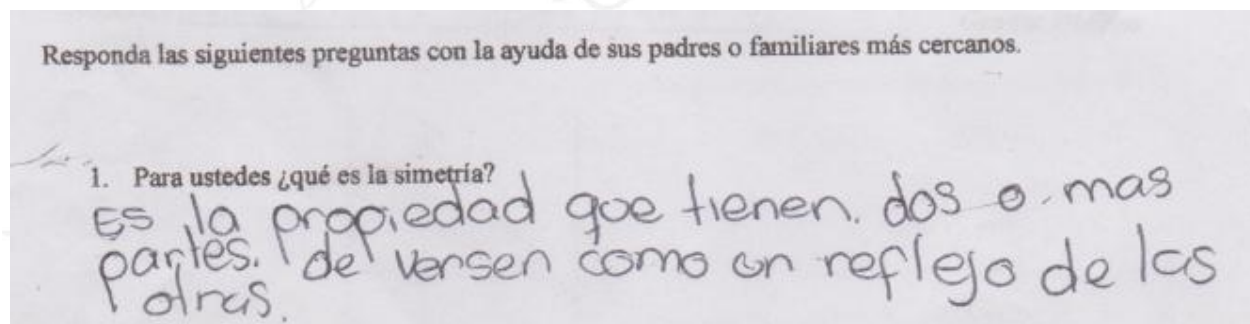 Responda las siguientes preguntas con la ayuda de sus padres o familiares más cercanos.
1. Para ustedes ¿qué es la simetría?
Es la propiedad que tienen. dos o mas
partes. de versen como un reflejo de las
otras.